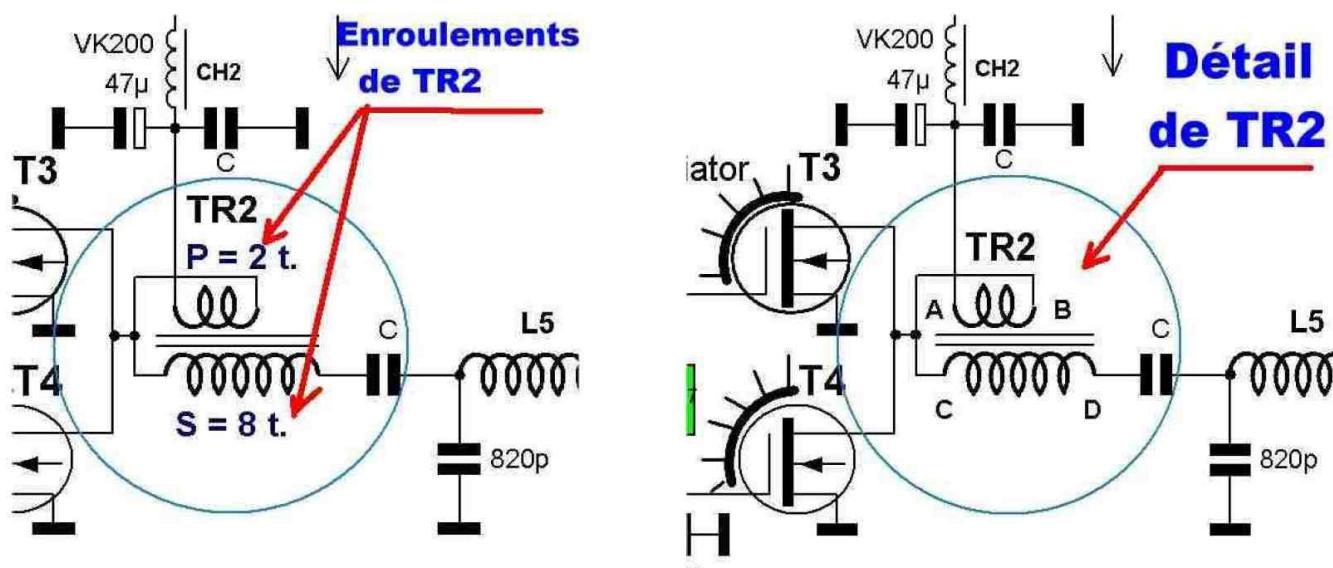 VK200
CH2
47µ
Enroulements
de TR2
C
T3
TR2
P = 2 t.
C
L5
T4
S = 8 t.
820p
VK200
CH2
47µ
Détail
de TR2
C
iator
T3
TR2
A
B
C
L5
T4
C
D
820p